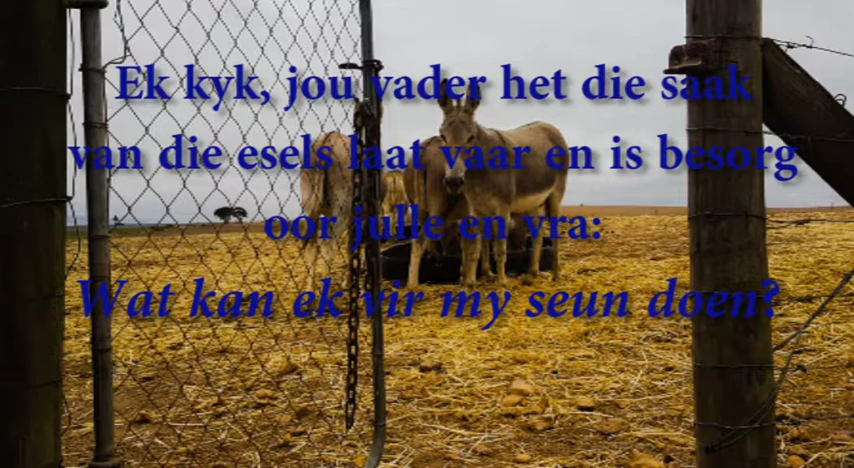 Ek kyk, jou vader het die saak
van die esels laat vaar en is besorg
oor julle en vra:
Wat kan ek vir my seun doen?